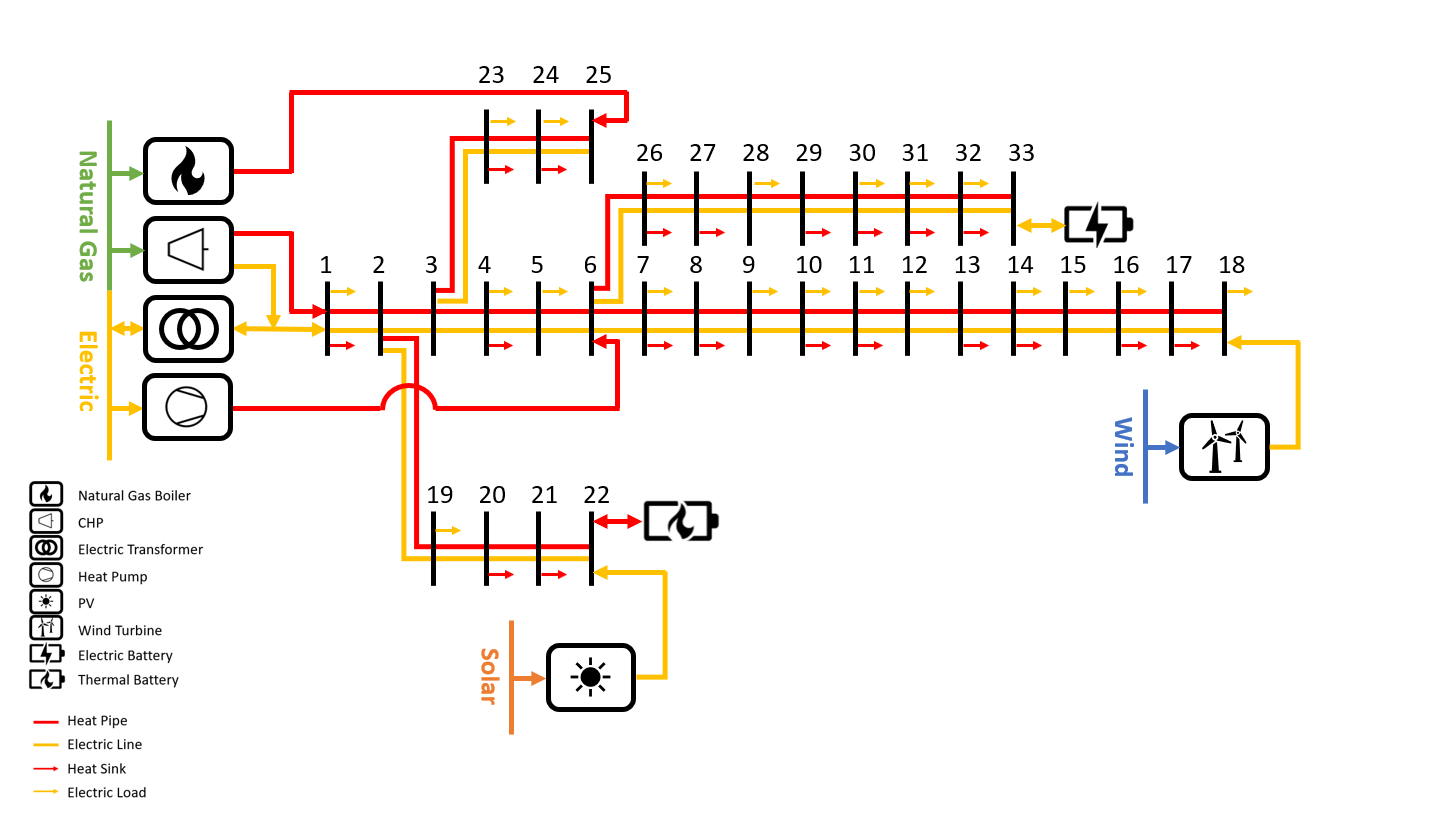 23 24 25
26 27 28 29 30 31 32 33
Natural Gas
1 2 3 4 5 6 7 8 9 10 11 12 13 14 15 16 17 18
Electric
Wind
19 20 21 22
Natural Gas Boiler
CHP
Electric Transformer
Heat Pump
PV
Wind Turbine
Electric Battery
Thermal Battery
Solar
Heat Pipe
Electric Line
Heat Sink
Electric Load